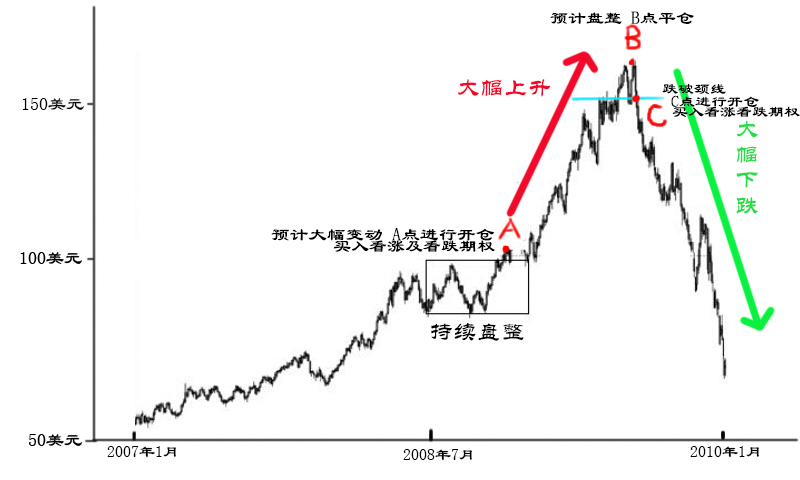 预计盘整 B点平仓
B
大幅上升
150美元
跌破颈线
C点进行开仓
买入看涨看跌期权
C
大幅下跌
A
预计大幅变动 A点进行开仓
买入看涨及看跌期权
100美元
持续盘整
50美元
2007年1月
2008年7月
2010年1月